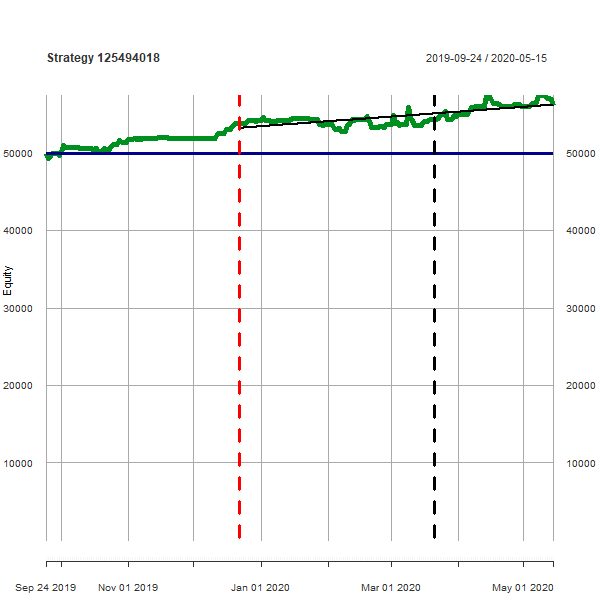 Strategy 125494018
2019-09-24 / 2020-05-15
Equity
50000
50000
40000
40000
30000
30000
20000
20000
10000
10000
Sep 24 2019
Nov 01 2019
Jan 01 2020
Mar 01 2020
May 01 2020